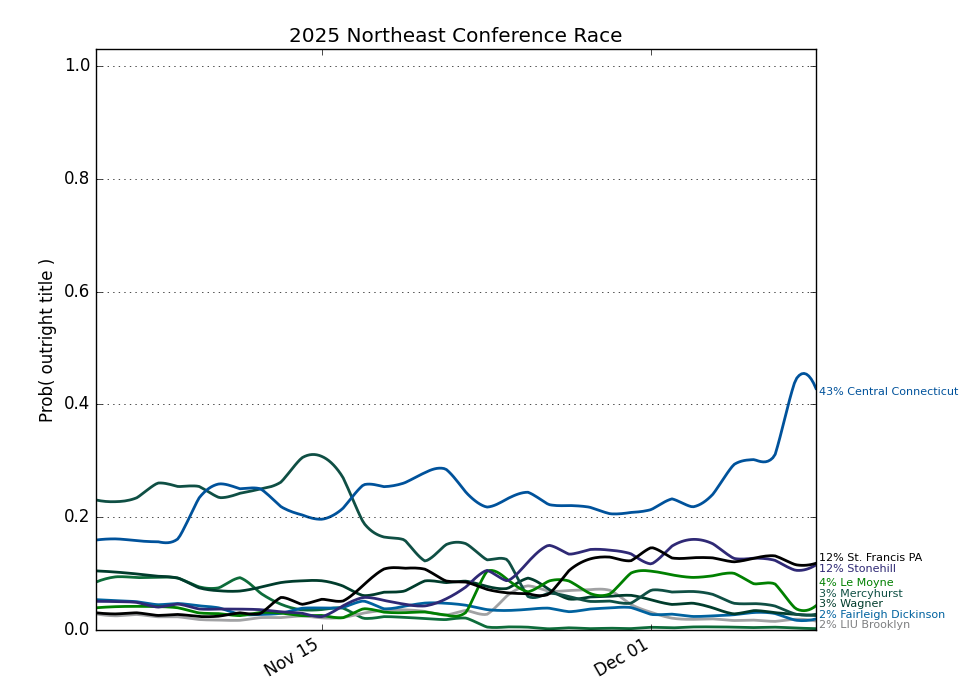 2025 Northeast Conference Race
Prob( outright title )
1.0
0.8
0.6
0.4
0.2
0.0
Nov 15
Dec 01
43% Central Connecticut
12% St. Francis PA
12% Stonehill
4% Le Moyne
3% Mercyhurst
3% Wagner
2% Fairleigh Dickinson
2% LIU Brooklyn